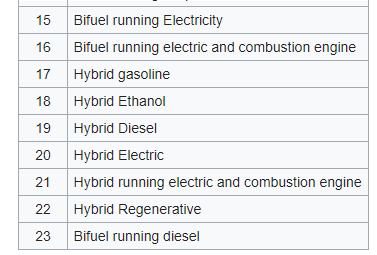 15 Bifuel running Electricity
16 Bifuel running electric and combustion engine
17 Hybrid gasoline
18 Hybrid Ethanol
19 Hybrid Diesel
20 Hybrid Electric
21 Hybrid running electric and combustion engine
22 Hybrid Regenerative
23 Bifuel running diesel